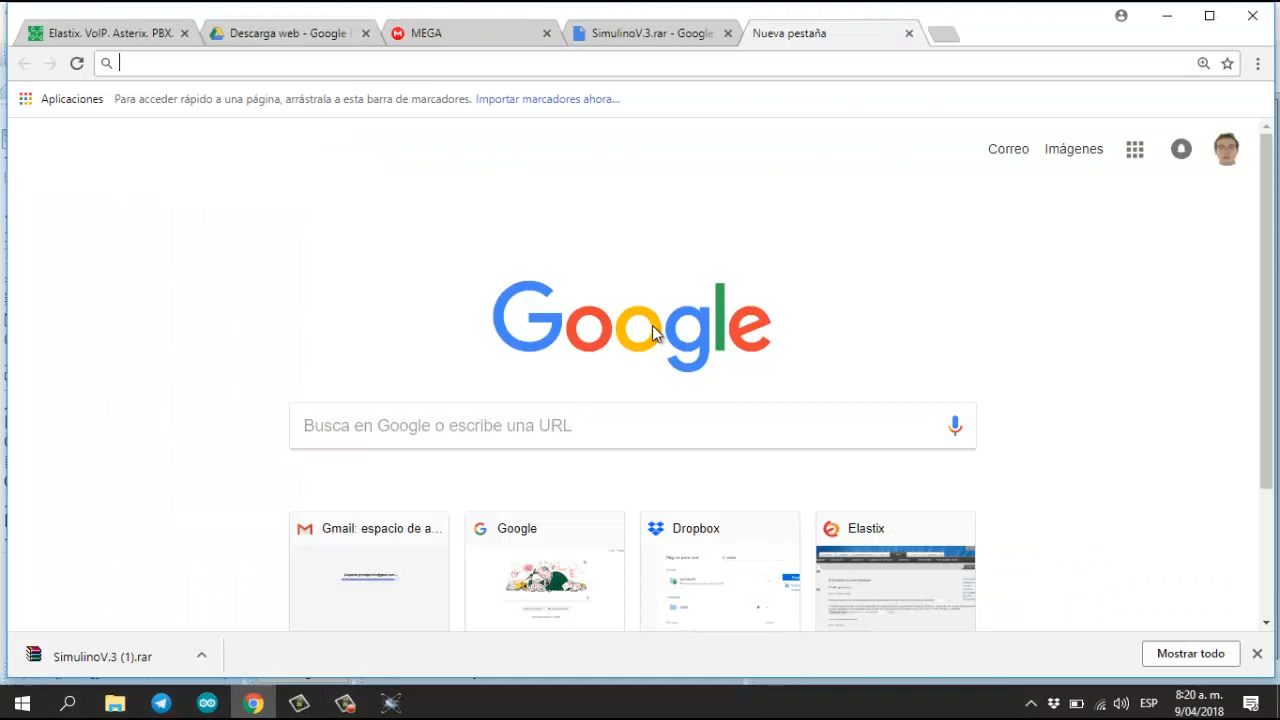 Elastix. VoIP. Asterix. PBX.
Descarga web - Google
MEGA
SimulinoV.3.rar - Google
Nueva pestaña
Aplicaciones
Para acceder rápido a una página, arrástrala a esta barra de marcadores. Importar marcadores ahora...
Correo
Imágenes
Google
Busca en Google o escribe una URL
Gmail: espacio de a...
Google
Dropbox
Elastix
SimulinoV.3 (1).rar
Mostrar todo
ESP
8:20 a. m.
9/04/2018